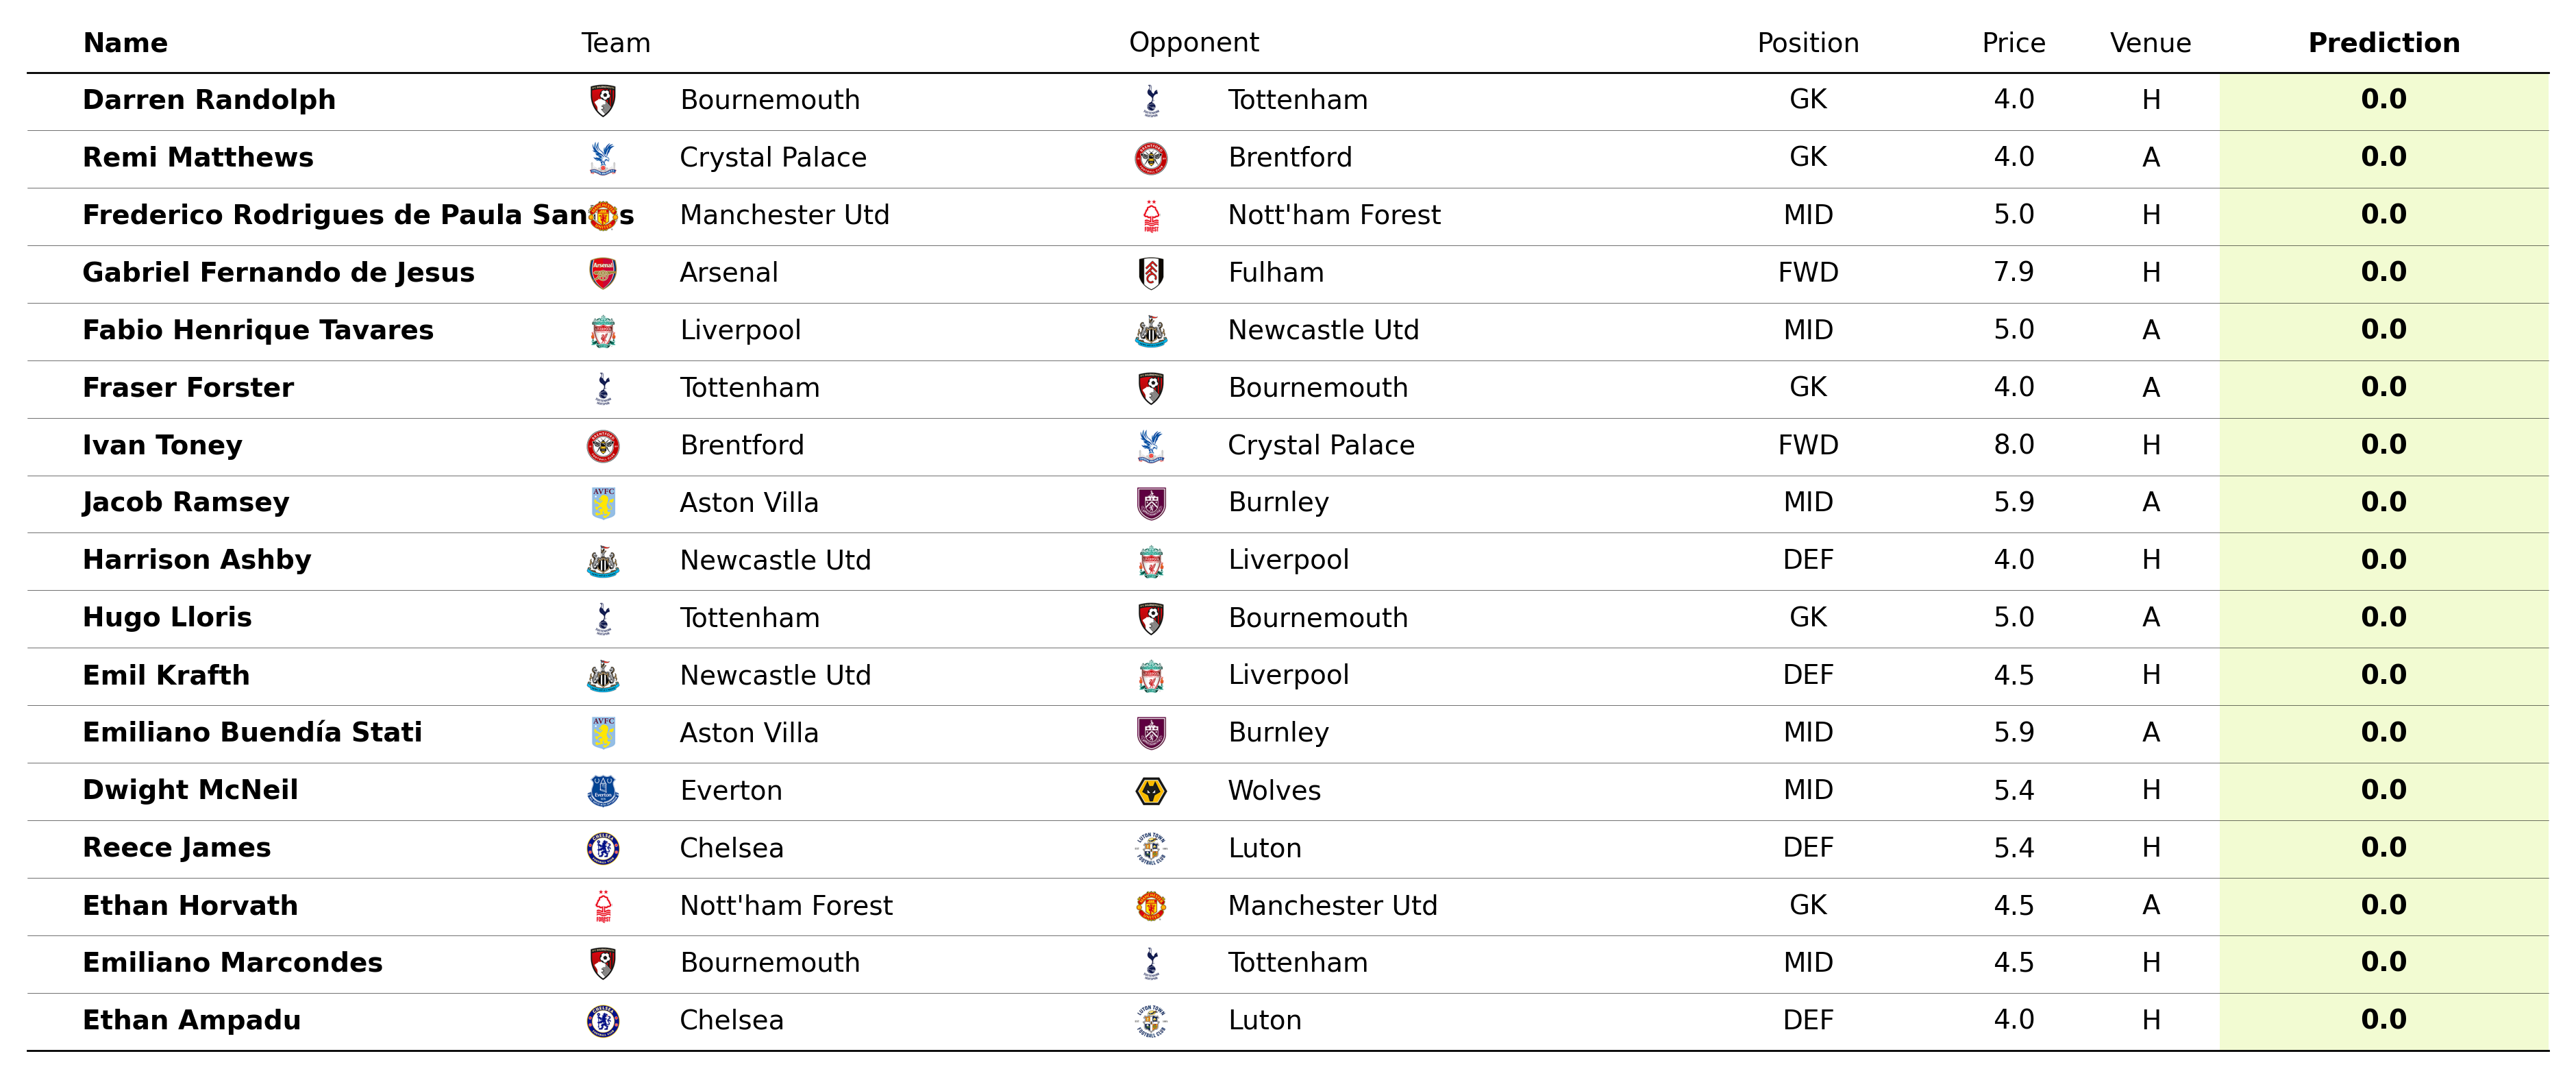 Name Team Opponent Position Price Venue Prediction
Darren Randolph Bournemouth Tottenham GK 4.0 H 0.0
Remi Matthews Crystal Palace Brentford GK 4.0 A 0.0
Frederico Rodrigues de Paula San s Manchester Utd Nott'ham Forest MID 5.0 H 0.0
Gabriel Fernando de Jesus Arsenal Fulham FWD 7.9 H 0.0
Fabio Henrique Tavares Liverpool Newcastle Utd MID 5.0 A 0.0
Fraser Forster Tottenham Bournemouth GK 4.0 A 0.0
Ivan Toney Brentford Crystal Palace FWD 8.0 H 0.0
Jacob Ramsey Aston Villa Burnley MID 5.9 A 0.0
Harrison Ashby Newcastle Utd Liverpool DEF 4.0 H 0.0
Hugo Lloris Tottenham Bournemouth GK 5.0 A 0.0
Emil Krafth Newcastle Utd Liverpool DEF 4.5 H 0.0
Emiliano Buendía Stati Aston Villa Burnley MID 5.9 A 0.0
Dwight McNeil Everton Wolves MID 5.4 H 0.0
Reece James Chelsea Luton DEF 5.4 H 0.0
Ethan Horvath Nott'ham Forest Manchester Utd GK 4.5 A 0.0
Emiliano Marcondes Bournemouth Tottenham MID 4.5 H 0.0
Ethan Ampadu Chelsea Luton DEF 4.0 H 0.0